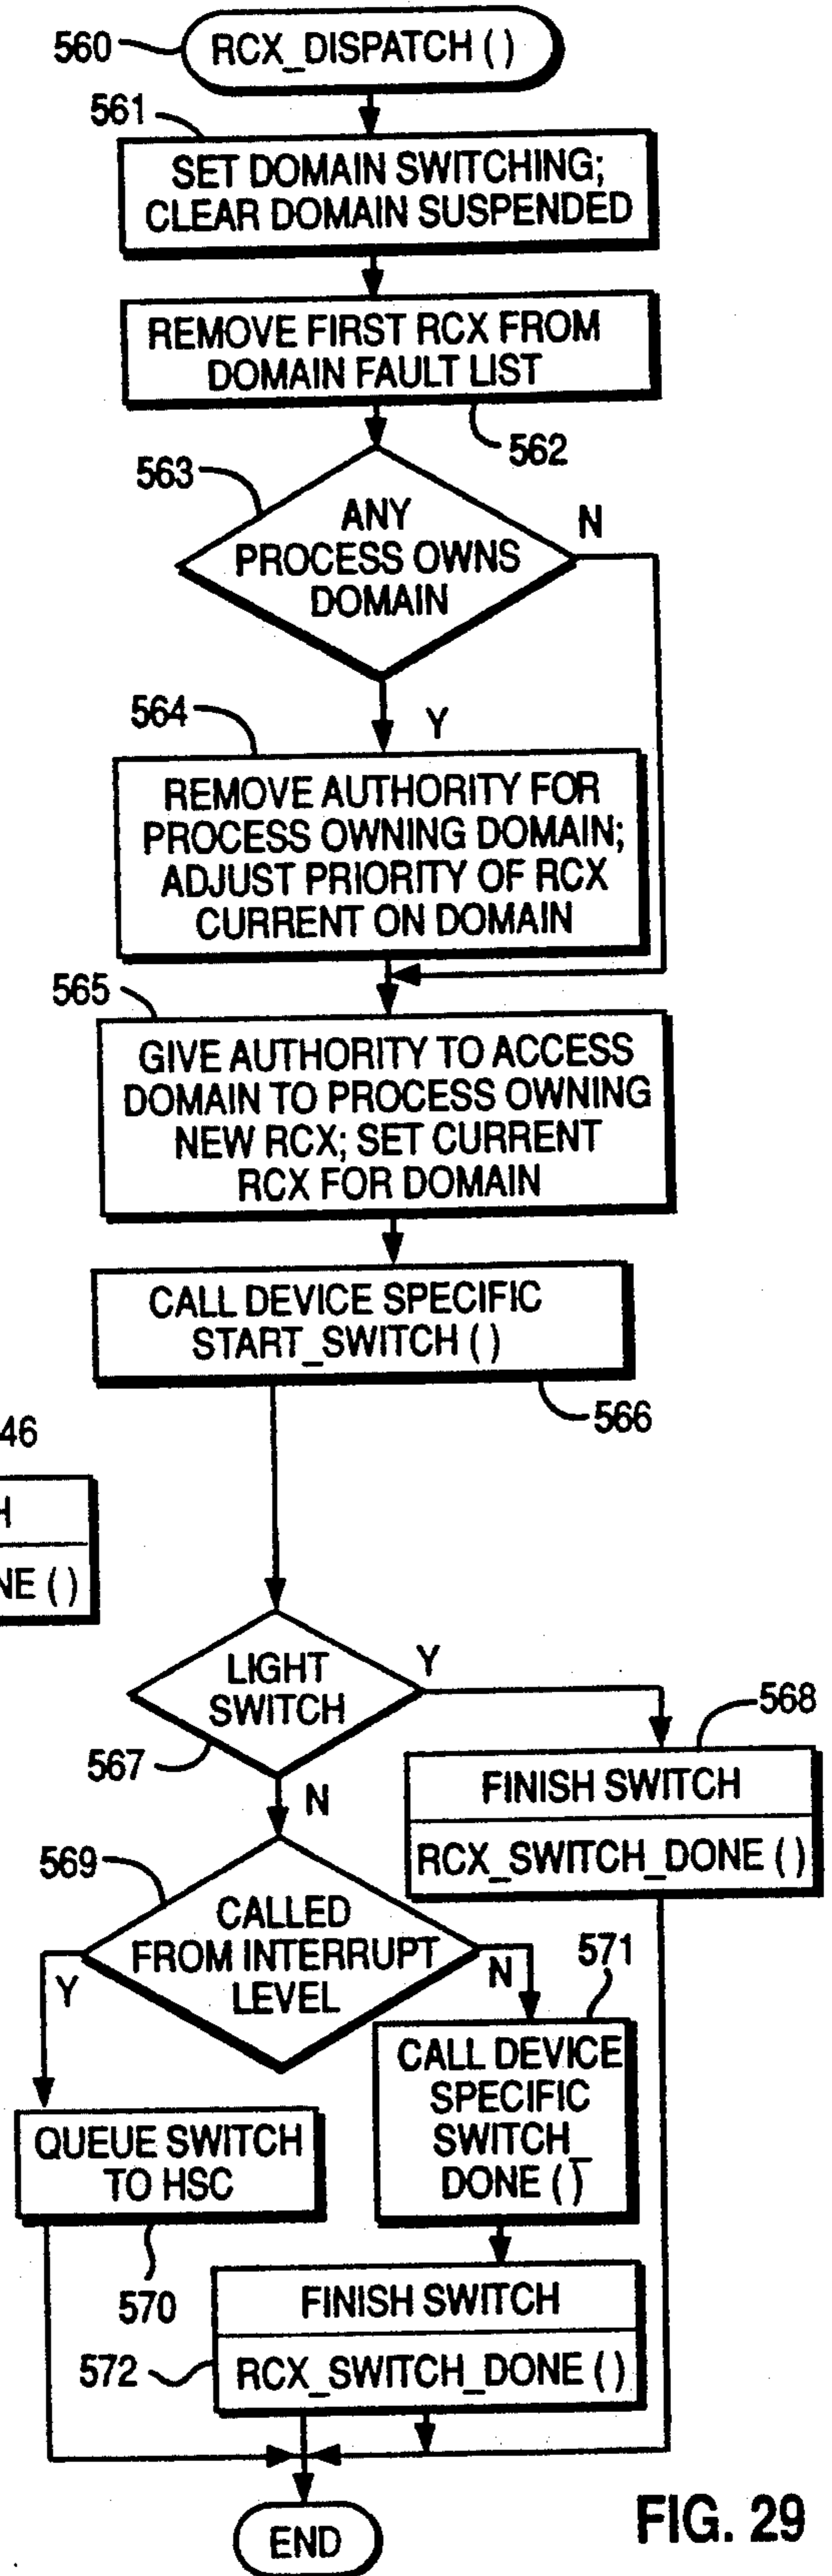 560
RCX_DISPATCH ( )
561
SET DOMAIN SWITCHING;
CLEAR DOMAIN SUSPENDED
REMOVE FIRST RCX FROM
DOMAIN FAULT LIST
562
563
ANY
PROCESS OWNS
DOMAIN
N
Y
564
REMOVE AUTHORITY FOR
PROCESS OWNING DOMAIN;
ADJUST PRIORITY OF RCX
CURRENT ON DOMAIN
565
GIVE AUTHORITY TO ACCESS
DOMAIN TO PROCESS OWNING
NEW RCX; SET CURRENT
RCX FOR DOMAIN
CALL DEVICE SPECIFIC
START_SWITCH ( )
566
46
H
NE ( )
LIGHT
SWITCH
Y
567
N
568
FINISH SWITCH
RCX_SWITCH_DONE ( )
569
CALLED
FROM INTERRUPT
LEVEL
Y
N
571
CALL DEVICE
SPECIFIC
SWITCH_
DONE ( )
QUEUE SWITCH
TO HSC
570
FINISH SWITCH
572
RCX_SWITCH_DONE ( )
END
FIG. 29